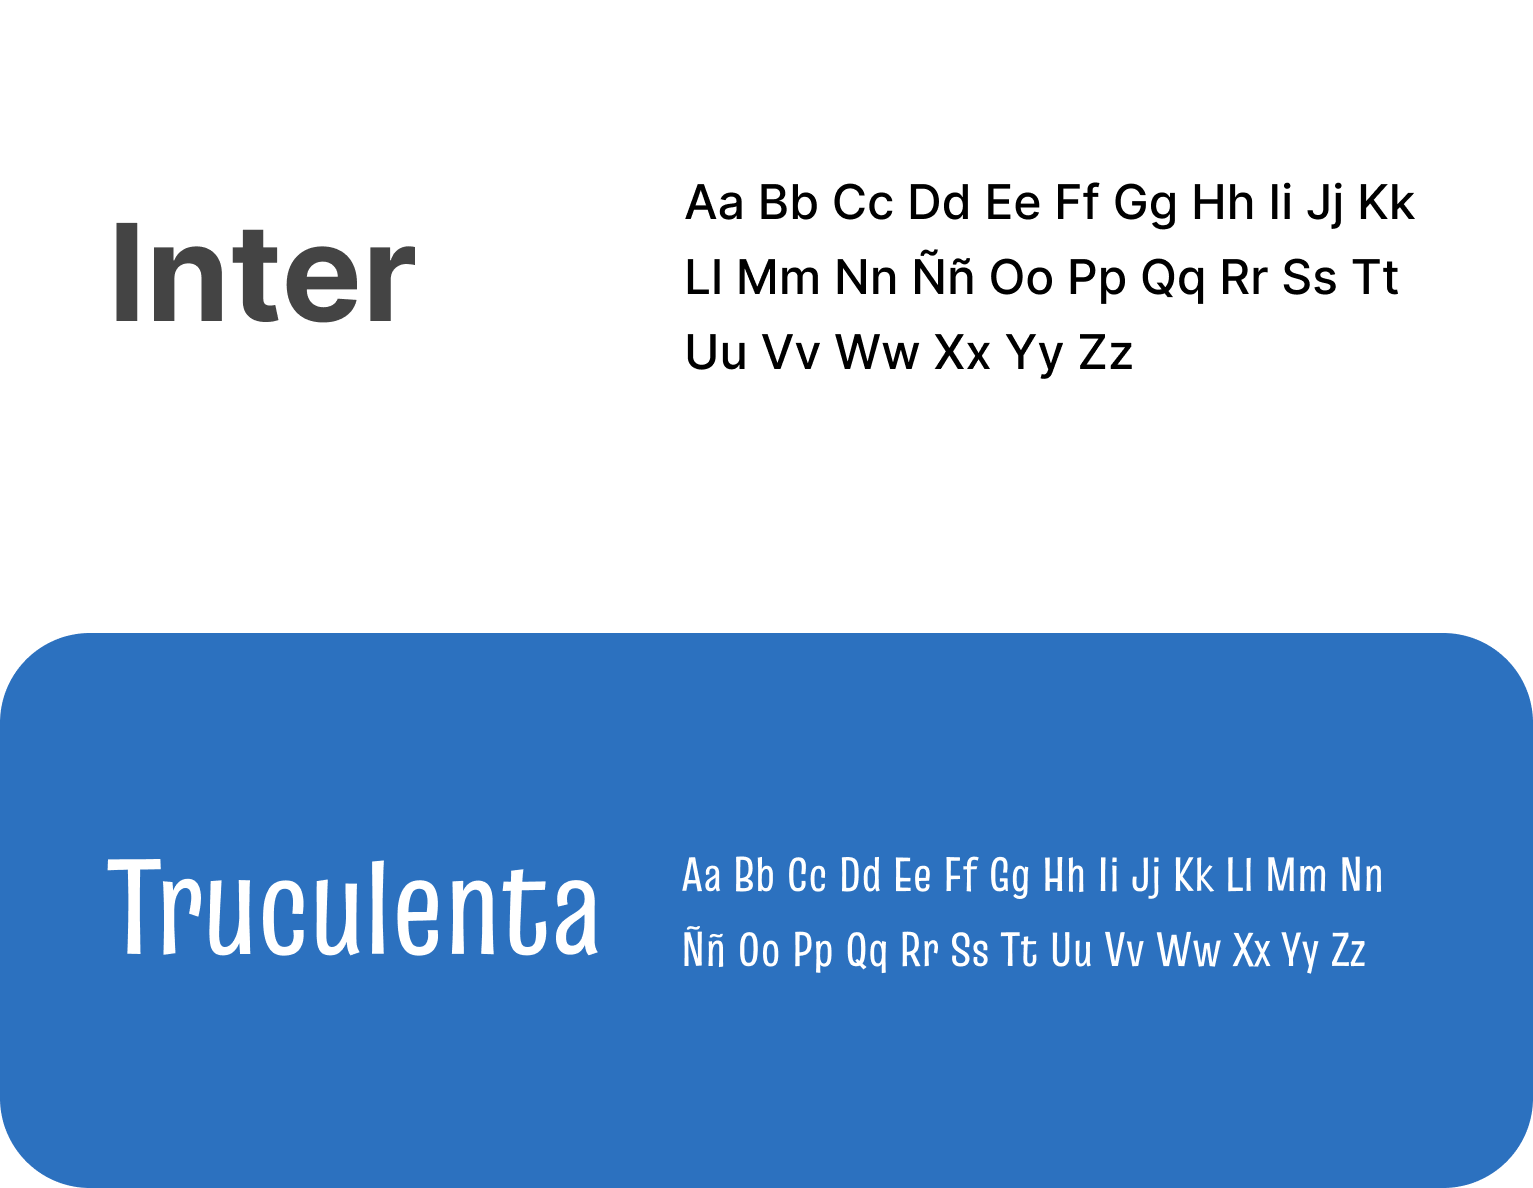 Inter
Aa Bb Cc Dd Ee Ff Gg Hh Ii Jj Kk
Ll Mm Nn Ññ Oo Pp Qq Rr Ss Tt
Uu Vv Ww Xx Yy Zz
Truculenta
Aa Bb Cc Dd Ee Ff Gg Hh Ii Jj Kk Ll Mm Nn
Ññ Oo Pp Qq Rr Ss Tt Uu Vv Ww Xx Yy Zz